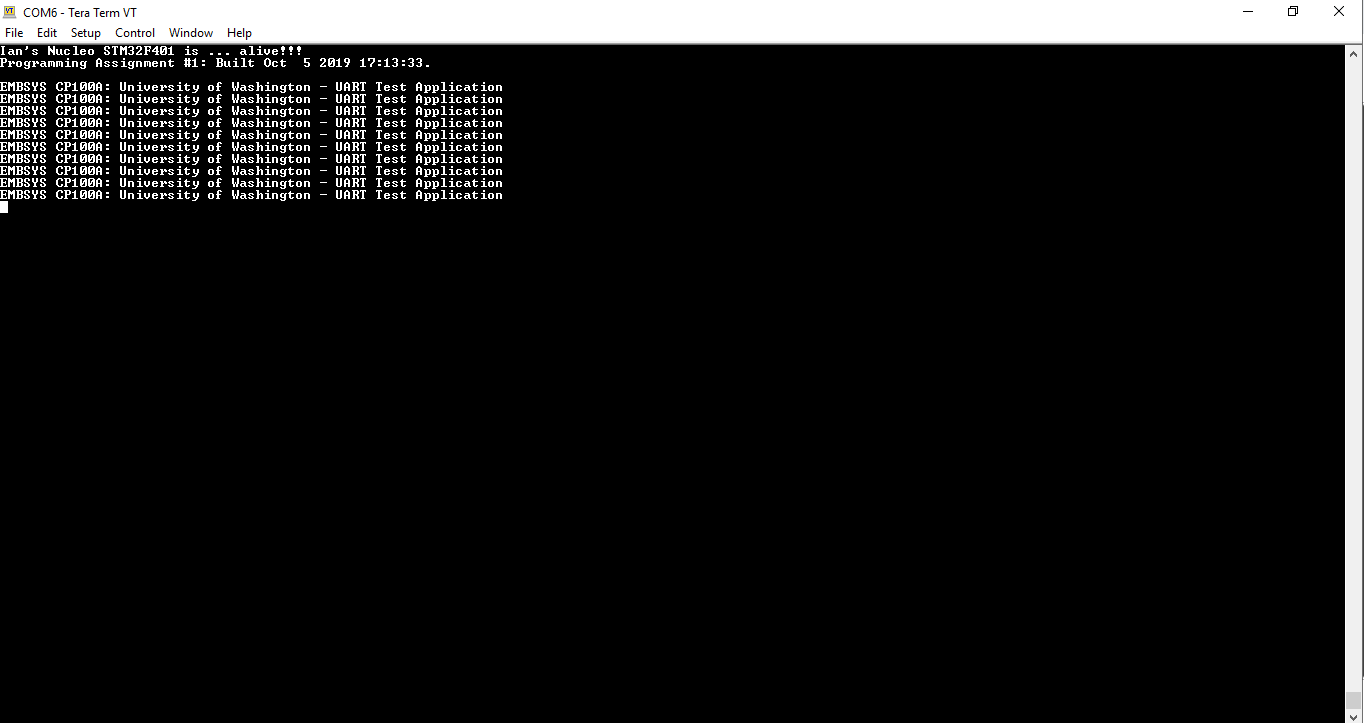 COM6 - Tera Term VT
File Edit Setup Control Window Help
Ian's Nucleo STM32F401 is ... alive!!!
Programming Assignment #1: Built Oct  5 2019 17:13:33.
EMBSYS CP100A: University of Washington - UART Test Application
EMBSYS CP100A: University of Washington - UART Test Application
EMBSYS CP100A: University of Washington - UART Test Application
EMBSYS CP100A: University of Washington - UART Test Application
EMBSYS CP100A: University of Washington - UART Test Application
EMBSYS CP100A: University of Washington - UART Test Application
EMBSYS CP100A: University of Washington - UART Test Application
EMBSYS CP100A: University of Washington - UART Test Application
EMBSYS CP100A: University of Washington - UART Test Application
EMBSYS CP100A: University of Washington - UART Test Application